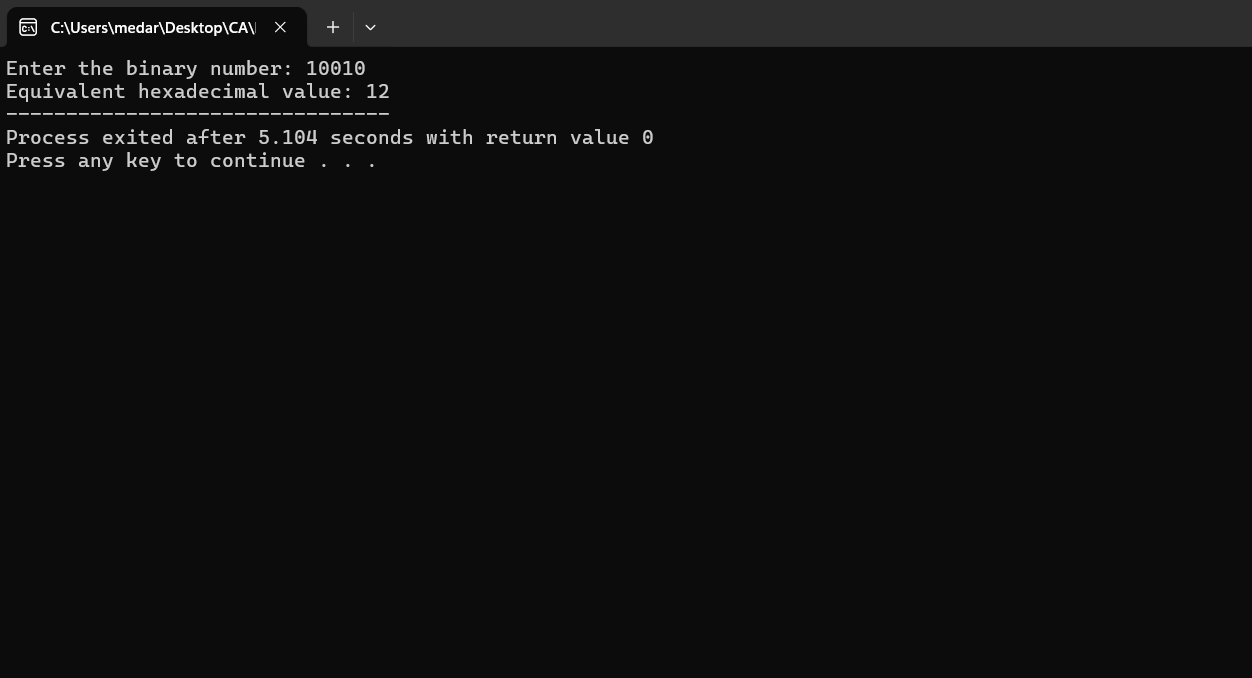 C:\Users\medar\Desktop\CA\
Enter the binary number: 10010
Equivalent hexadecimal value: 12
--------------------------------
Process exited after 5.104 seconds with return value 0
Press any key to continue . . .